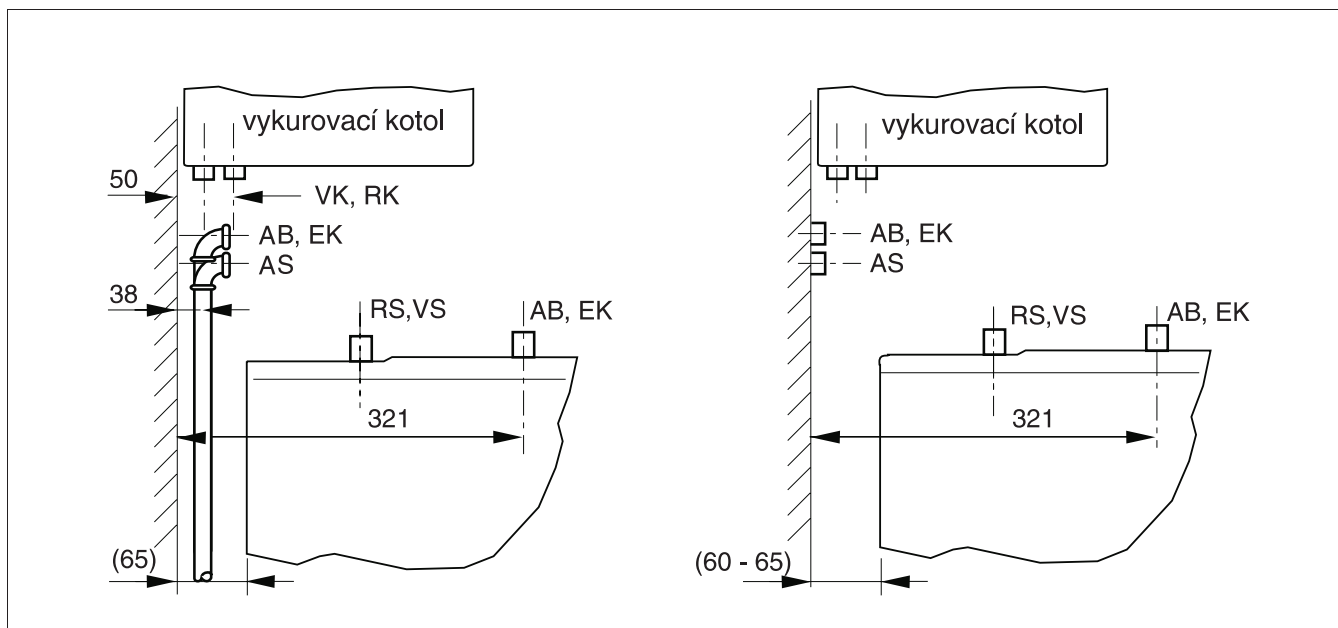 vykurovací kotol
50
VK, RK
AB, EK
AS
38
RS,VS
AB, EK
321
(65)
vykurovací kotol
AB, EK
AS
RS,VS
AB, EK
321
(60 - 65)